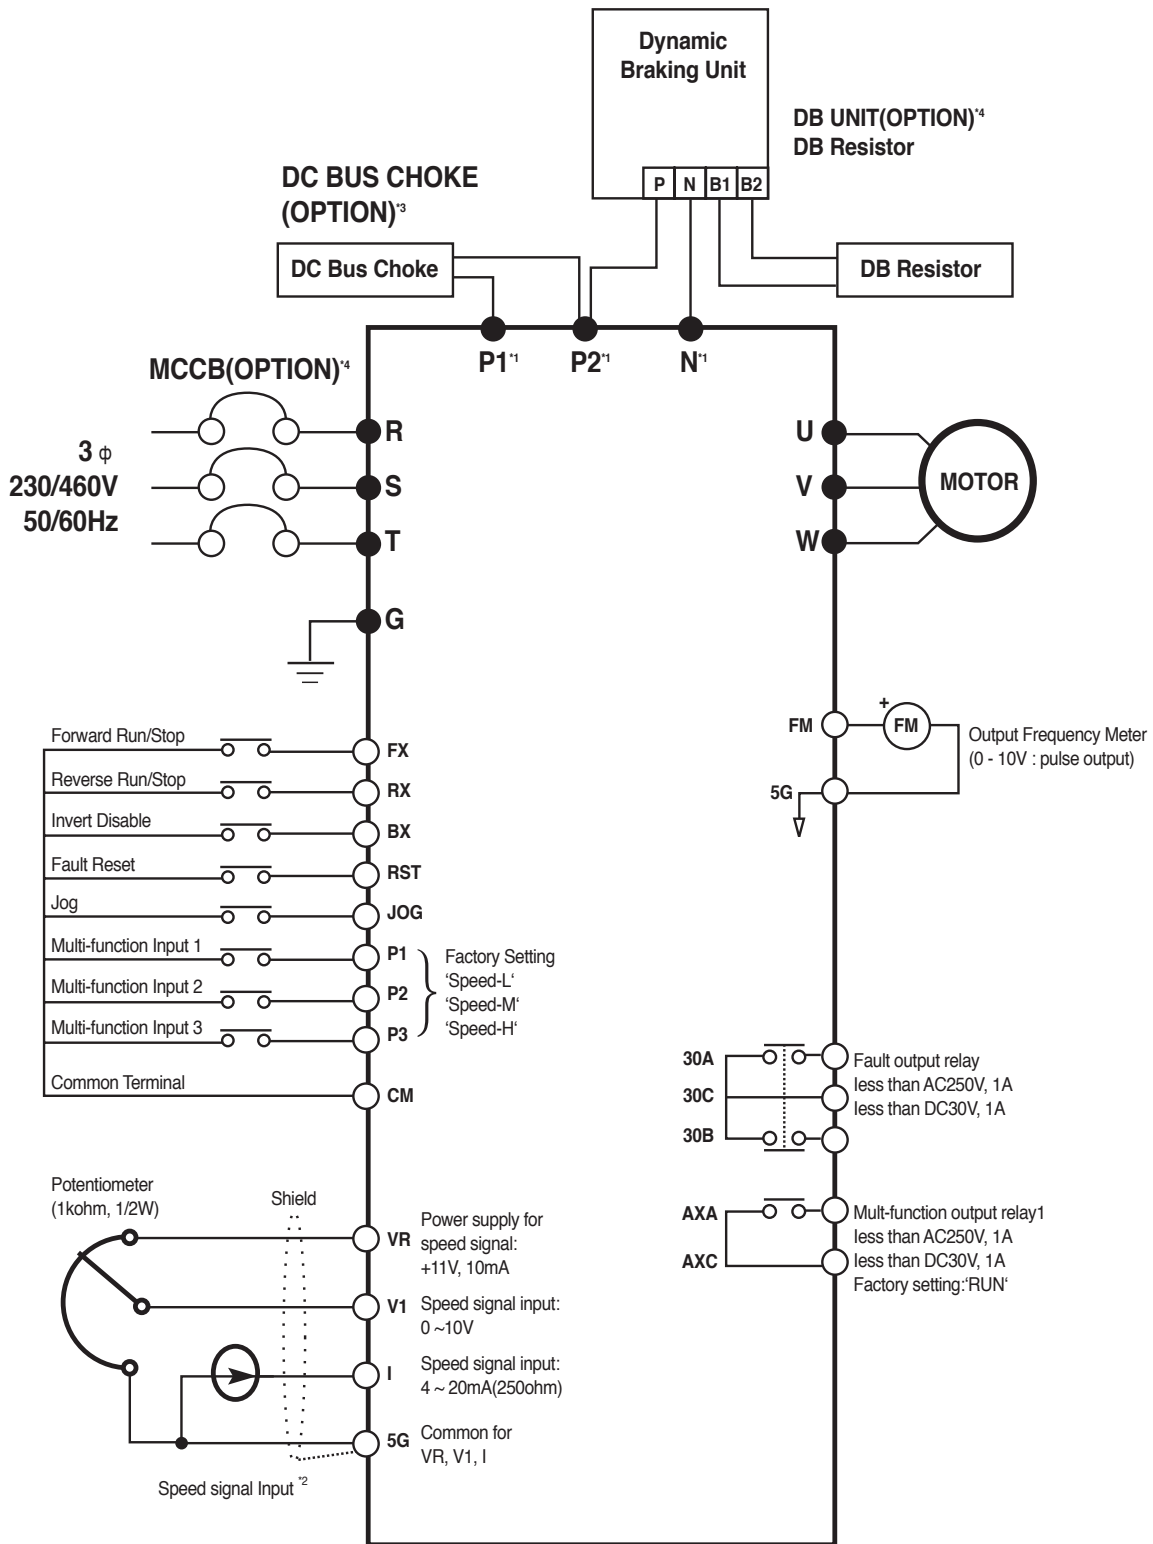 Dynamic
Braking Unit
P N B1 B2
DB UNIT(OPTION)*4
DB Resistor
DC BUS CHOKE
(OPTION)*3
DC Bus Choke
DB Resistor
P1*1
P2*1
N*1
MCCB(OPTION)*4
3 φ
230/460V
50/60Hz
R
S
T
G
U
V
W
MOTOR
Forward Run/Stop
FX
Reverse Run/Stop
RX
Invert Disable
BX
Fault Reset
RST
Jog
JOG
Multi-function Input 1
P1
Multi-function Input 2
P2
Multi-function Input 3
P3
Factory Setting
‘Speed-L‘
‘Speed-M‘
‘Speed-H‘
Common Terminal
CM
FM
+
FM
5G
Output Frequency Meter
(0 - 10V : pulse output)
30A
30C
30B
Fault output relay
less than AC250V, 1A
less than DC30V, 1A
AXA
AXC
Mult-function output relay1
less than AC250V, 1A
less than DC30V, 1A
Factory setting:‘RUN‘
Potentiometer
(1kohm, 1/2W)
Shield
VR
Power supply for
speed signal:
+11V, 10mA
V1
Speed signal input:
0 ~10V
I
Speed signal input:
4 ~ 20mA(250ohm)
5G
Common for
VR, V1, I
Speed signal Input *2